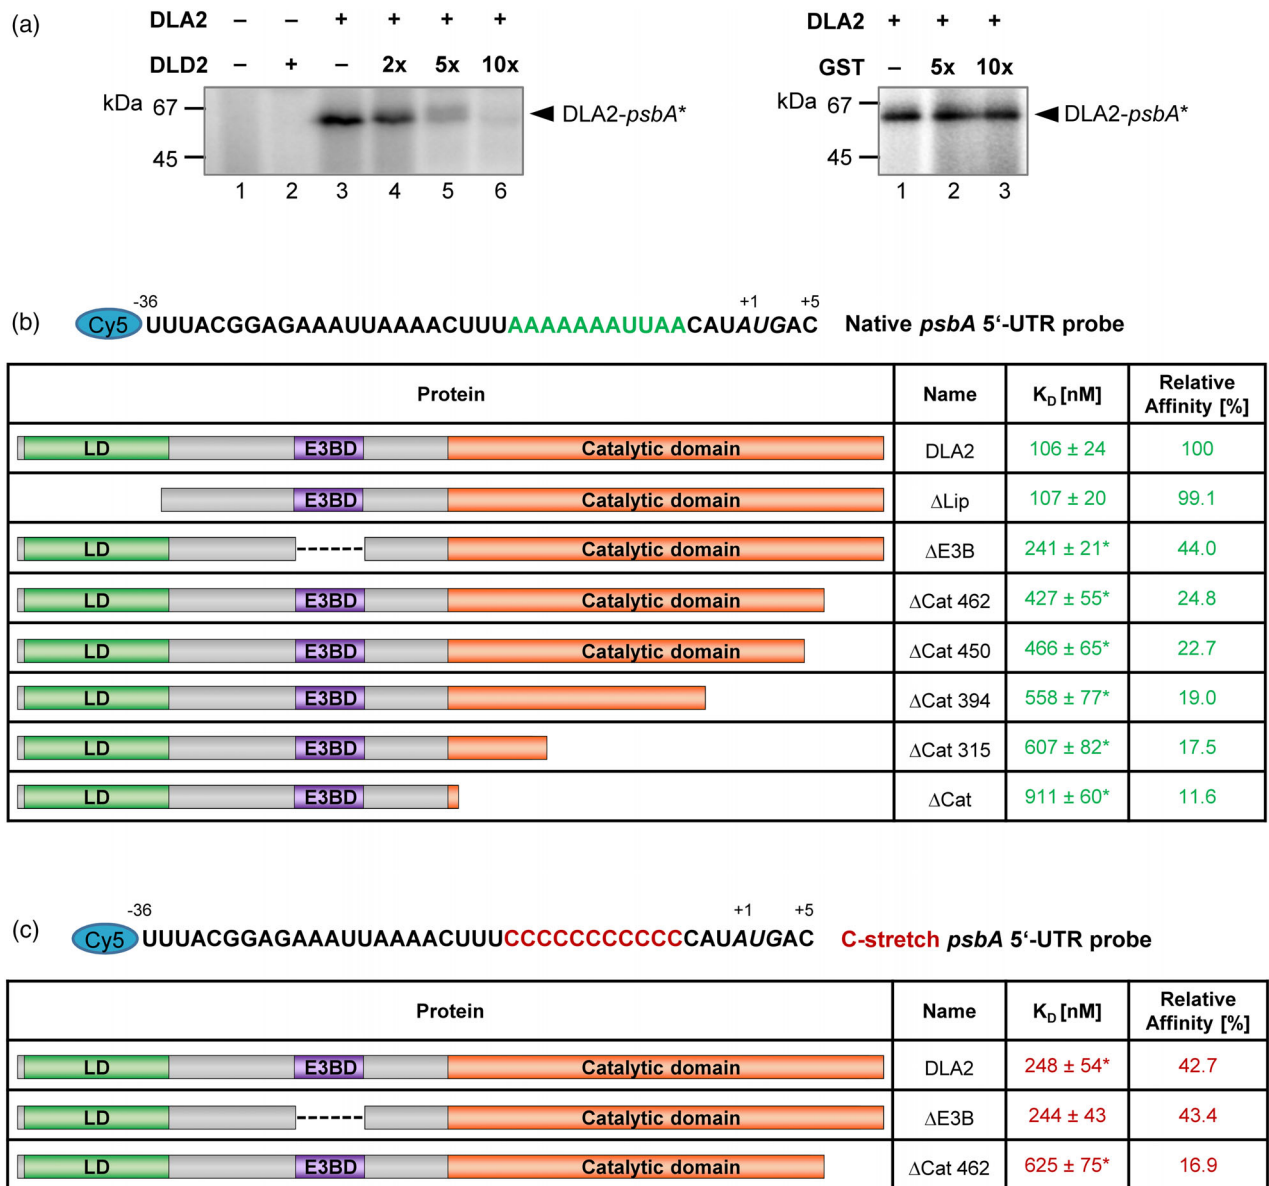 (a)
DLA2 – – + + + +
DLD2 – + – 2x 5x 10x
kDa 67
45
◄ DLA2-psbA*
1 2 3 4 5 6
DLA2 + + +
GST – 5x 10x
kDa 67
45
◄ DLA2-psbA*
1 2 3
(b)
-36 +1 +5
Cy5 UUUACGGAGAAAUUAAAACUUUAAAAAAAUUAACAUAUGAC Native psbA 5‘-UTR probe
Protein Name KD [nM] Relative Affinity [%]
LD E3BD Catalytic domain DLA2 106 ± 24 100
E3BD Catalytic domain ΔLip 107 ± 20 99.1
LD Catalytic domain ΔE3B 241 ± 21* 44.0
LD E3BD Catalytic domain ΔCat 462 427 ± 55* 24.8
LD E3BD Catalytic domain ΔCat 450 466 ± 65* 22.7
LD E3BD ΔCat 394 558 ± 77* 19.0
LD E3BD ΔCat 315 607 ± 82* 17.5
LD E3BD ΔCat 911 ± 60* 11.6
(c)
-36 +1 +5
Cy5 UUUACGGAGAAAUUAAAACUUUCCCCCCCCCCCCAUAUGAC C-stretch psbA 5‘-UTR probe
Protein Name KD [nM] Relative Affinity [%]
LD E3BD Catalytic domain DLA2 248 ± 54* 42.7
LD Catalytic domain ΔE3B 244 ± 43 43.4
LD E3BD Catalytic domain ΔCat 462 625 ± 75* 16.9